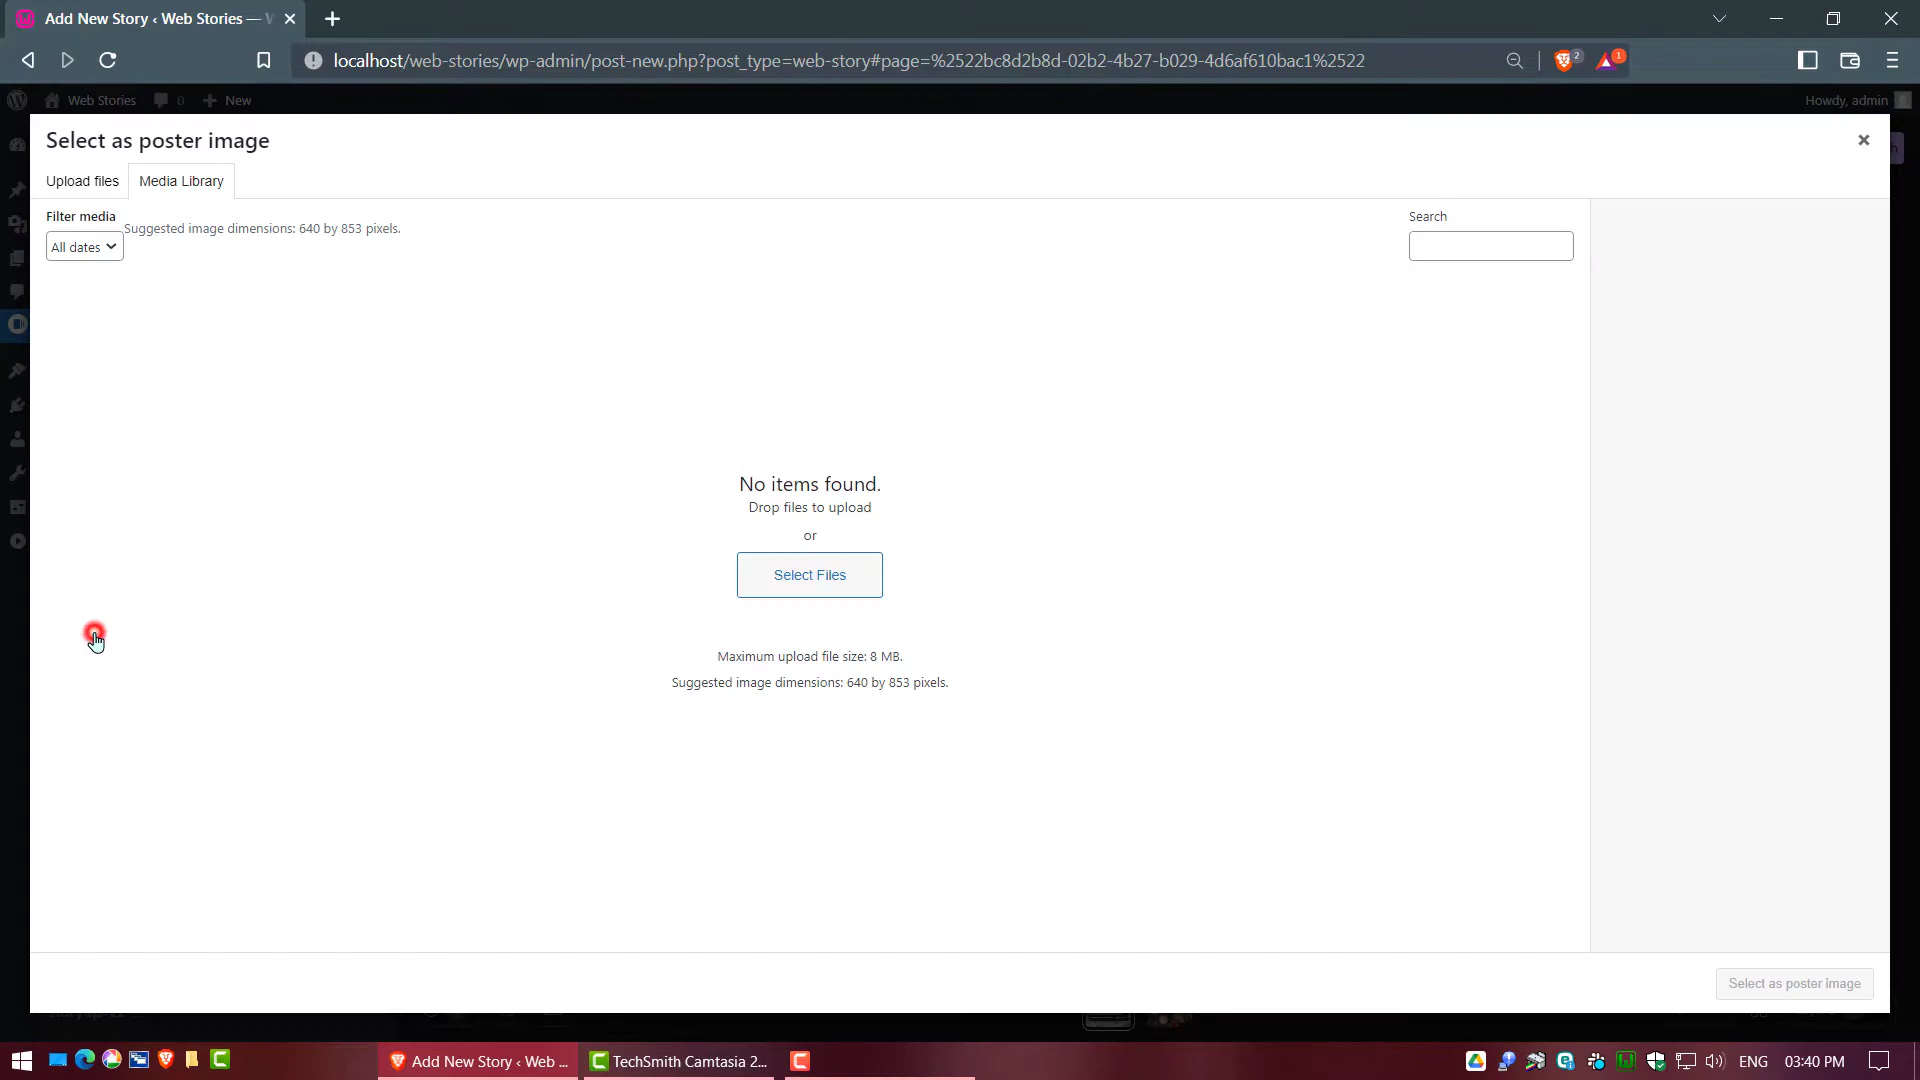 Add New Story ‹ Web Stories — W
localhost/web-stories/wp-admin/post-new.php?post_type=web-story#page=%2522bc8d2b8d-02b2-4b27-b029-4d6af610bac1%2522
2
1
Web Stories
0
New
Howdy, admin
Select as poster image
Upload files
Media Library
Filter media
Suggested image dimensions: 640 by 853 pixels.
All dates
Search
No items found.
Drop files to upload
or
Select Files
Maximum upload file size: 8 MB.
Suggested image dimensions: 640 by 853 pixels.
Select as poster image
Add New Story ‹ Web ...
TechSmith Camtasia 2...
ENG
03:40 PM